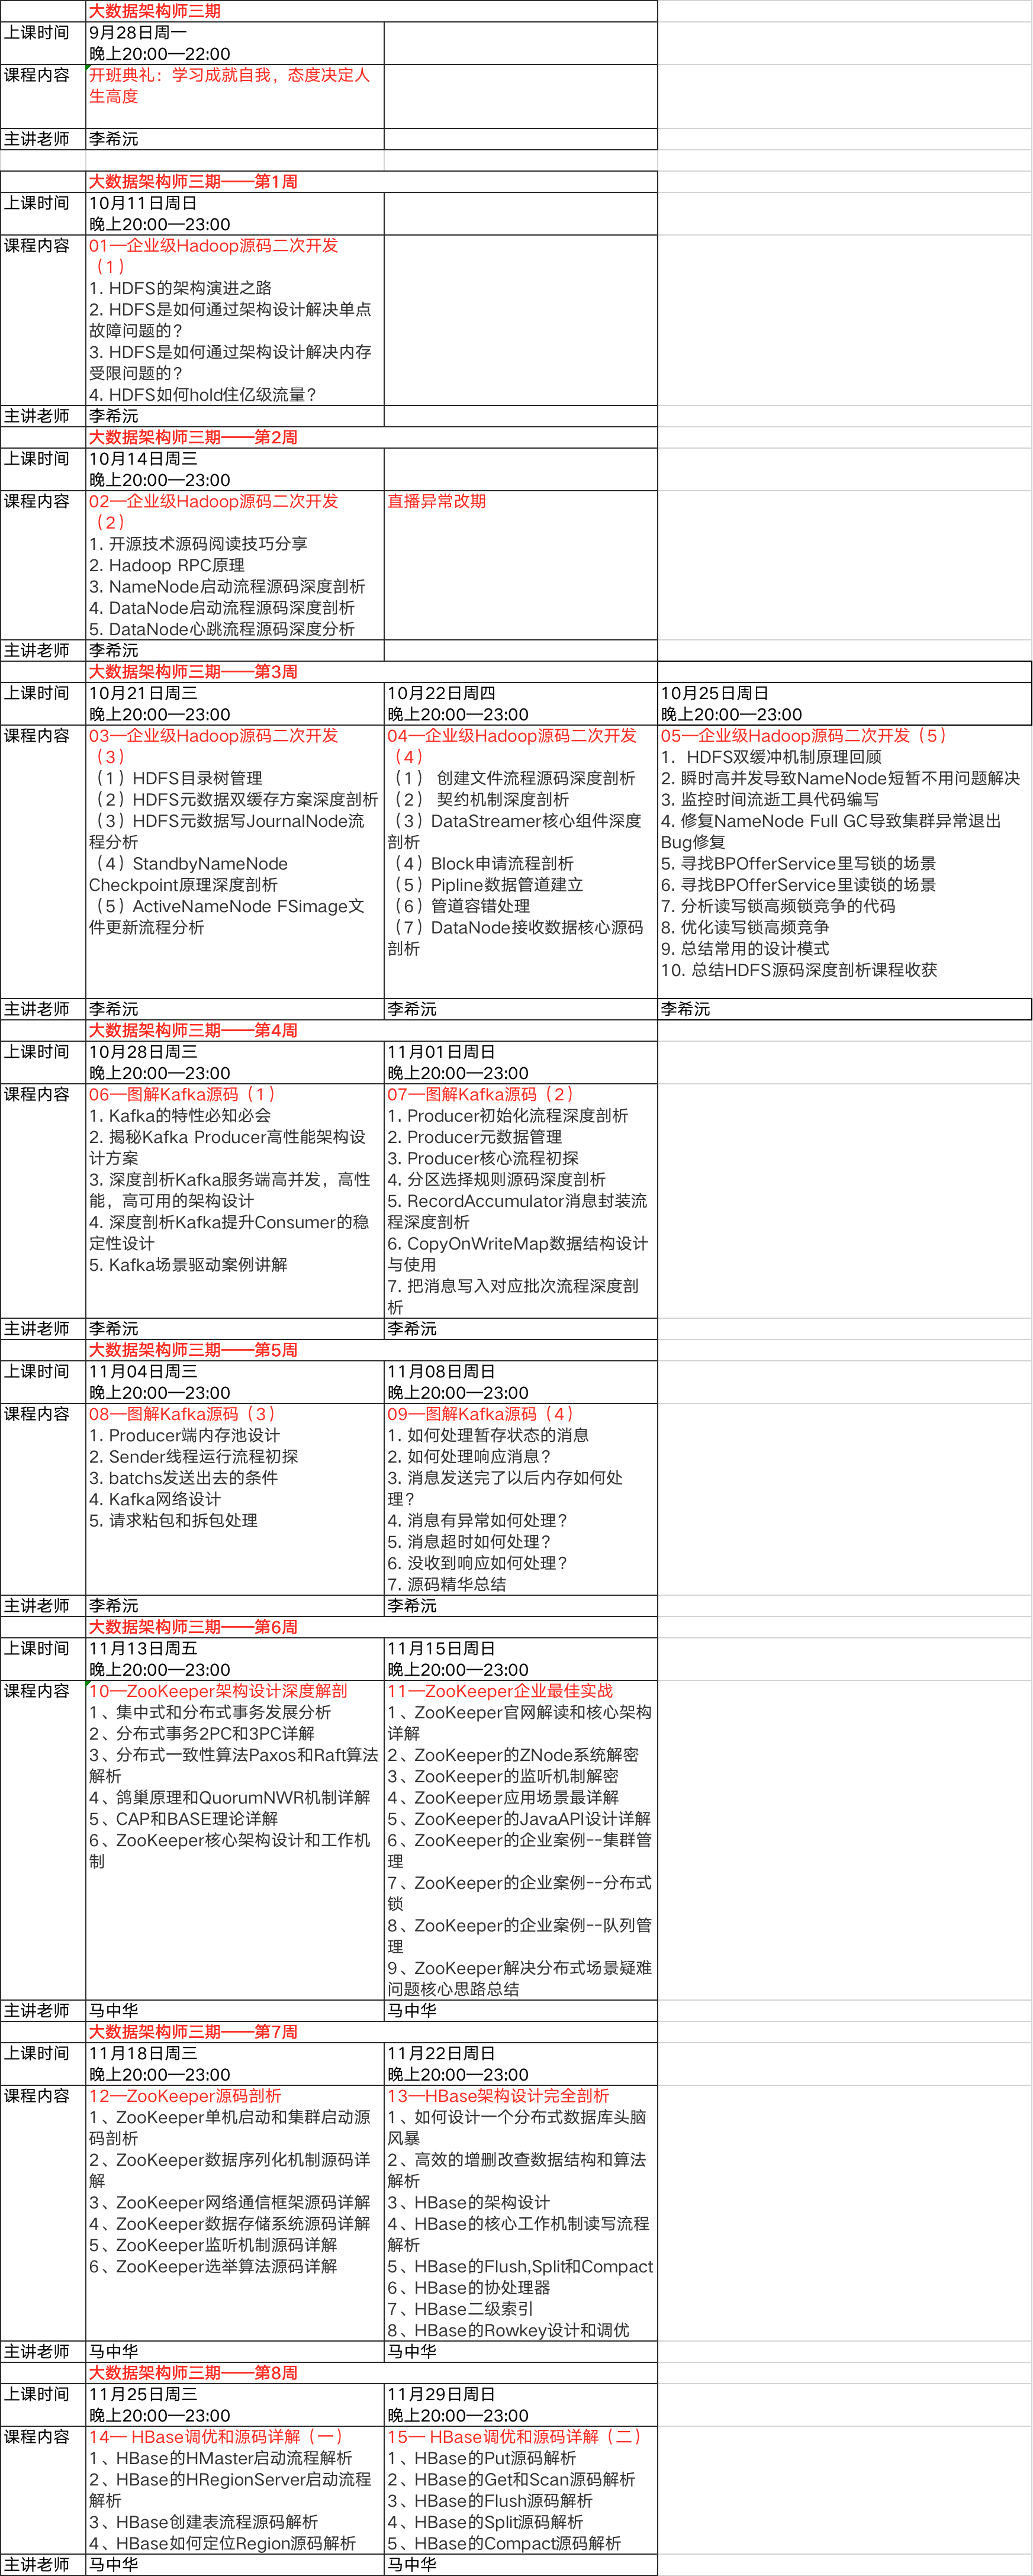 大数据架构师三期
上课时间
9月28日周一
晚上20:00—22:00
课程内容
开班典礼：学习成就自我，态度决定人
生高度
主讲老师
李希沅
大数据架构师三期——第1周
上课时间
10月11日周日
晚上20:00—23:00
课程内容
01—企业级Hadoop源码二次开发
（1）
1. HDFS的架构演进之路
2. HDFS是如何通过架构设计解决单点
故障问题的？
3. HDFS是如何通过架构设计解决内存
受限问题的？
4. HDFS如何hold住亿级流量？
主讲老师
李希沅
大数据架构师三期——第2周
上课时间
10月14日周三
晚上20:00—23:00
课程内容
02—企业级Hadoop源码二次开发
（2）
1. 开源技术源码阅读技巧分享
2. Hadoop RPC原理
3. NameNode启动流程源码深度剖析
4. DataNode启动流程源码深度剖析
5. DataNode心跳流程源码深度分析
直播异常改期
主讲老师
李希沅
大数据架构师三期——第3周
上课时间
10月21日周三
晚上20:00—23:00
10月22日周四
晚上20:00—23:00
10月25日周日
晚上20:00—23:00
课程内容
03—企业级Hadoop源码二次开发
（3）
（1）HDFS目录树管理
（2）HDFS元数据双缓存方案深度剖析
（3）HDFS元数据写JournalNode流
程分析
（4）StandbyNameNode
Checkpoint原理深度剖析
（5）ActiveNameNode FSimage文
件更新流程分析
04—企业级Hadoop源码二次开发
（4）
（1） 创建文件流程源码深度剖析
（2） 契约机制深度剖析
（3）DataStreamer核心组件深度
剖析
（4）Block申请流程剖析
（5）Pipline数据管道建立
（6）管道容错处理
（7）DataNode接收数据核心源码
剖析
05—企业级Hadoop源码二次开发（5）
1. HDFS双缓冲机制原理回顾
2. 瞬时高并发导致NameNode短暂不用问题解决
3. 监控时间流逝工具代码编写
4. 修复NameNode Full GC导致集群异常退出
Bug修复
5. 寻找BPOfferService里写锁的场景
6. 寻找BPOfferService里读锁的场景
7. 分析读写锁高频锁竞争的代码
8. 优化读写锁高频竞争
9. 总结常用的设计模式
10. 总结HDFS源码深度剖析课程收获
主讲老师
李希沅
李希沅
李希沅
大数据架构师三期——第4周
上课时间
10月28日周三
晚上20:00—23:00
11月01日周日
晚上20:00—23:00
课程内容
06—图解Kafka源码（1）
1. Kafka的特性必知必会
2. 揭秘Kafka Producer高性能架构设
计方案
3. 深度剖析Kafka服务端高并发，高性
能，高可用的架构设计
4. 深度剖析Kafka提升Consumer的稳
定性设计
5. Kafka场景驱动案例讲解
07—图解Kafka源码（2）
1. Producer初始化流程深度剖析
2. Producer元数据管理
3. Producer核心流程初探
4. 分区选择规则源码深度剖析
5. RecordAccumulator消息封装流
程深度剖析
6. CopyOnWriteMap数据结构设计
与使用
7. 把消息写入对应批次流程深度剖
析
主讲老师
李希沅
李希沅
大数据架构师三期——第5周
上课时间
11月04日周三
晚上20:00—23:00
11月08日周日
晚上20:00—23:00
课程内容
08—图解Kafka源码（3）
1. Producer端内存池设计
2. Sender线程运行流程初探
3. batchs发送出去的条件
4. Kafka网络设计
5. 请求粘包和拆包处理
09—图解Kafka源码（4）
1. 如何处理暂存状态的消息
2. 如何处理响应消息？
3. 消息发送完了以后内存如何处
理？
4. 消息有异常如何处理？
5. 消息超时如何处理？
6. 没收到响应如何处理？
7. 源码精华总结
主讲老师
李希沅
李希沅
大数据架构师三期——第6周
上课时间
11月13日周五
晚上20:00—23:00
11月15日周日
晚上20:00—23:00
课程内容
10—ZooKeeper架构设计深度解剖
1、集中式和分布式事务发展分析
2、分布式事务2PC和3PC详解
3、分布式一致性算法Paxos和Raft算法
解析
4、鸽巢原理和QuorumNWR机制详解
5、CAP和BASE理论详解
6、ZooKeeper核心架构设计和工作机
制
11—ZooKeeper企业最佳实战
1、ZooKeeper官网解读和核心架构
详解
2、ZooKeeper的ZNode系统解密
3、ZooKeeper的监听机制解密
4、ZooKeeper应用场景最详解
5、ZooKeeper的JavaAPI设计详解
6、ZooKeeper的企业案例--集群管
理
7、ZooKeeper的企业案例--分布式
锁
8、ZooKeeper的企业案例--队列管
理
9、ZooKeeper解决分布式场景疑难
问题核心思路总结
主讲老师
马中华
马中华
大数据架构师三期——第7周
上课时间
11月18日周三
晚上20:00—23:00
11月22日周日
晚上20:00—23:00
课程内容
12—ZooKeeper源码剖析
1、ZooKeeper单机启动和集群启动源
码剖析
2、ZooKeeper数据序列化机制源码详
解
3、ZooKeeper网络通信框架源码详解
4、ZooKeeper数据存储系统源码详解
5、ZooKeeper监听机制源码详解
6、ZooKeeper选举算法源码详解
13—HBase架构设计完全剖析
1、如何设计一个分布式数据库头脑
风暴
2、高效的增删改查数据结构和算法
解析
3、HBase的架构设计
4、HBase的核心工作机制读写流程
解析
5、HBase的Flush,Split和Compact
6、HBase的协处理器
7、HBase二级索引
8、HBase的Rowkey设计和调优
主讲老师
马中华
马中华
大数据架构师三期——第8周
上课时间
11月25日周三
晚上20:00—23:00
11月29日周日
晚上20:00—23:00
课程内容
14— HBase调优和源码详解（一）
1、HBase的HMaster启动流程解析
2、HBase的HRegionServer启动流程
解析
3、HBase创建表流程源码解析
4、HBase如何定位Region源码解析
15— HBase调优和源码详解（二）
1、HBase的Put源码解析
2、HBase的Get和Scan源码解析
3、HBase的Flush源码解析
4、HBase的Split源码解析
5、HBase的Compact源码解析
主讲老师
马中华
马中华